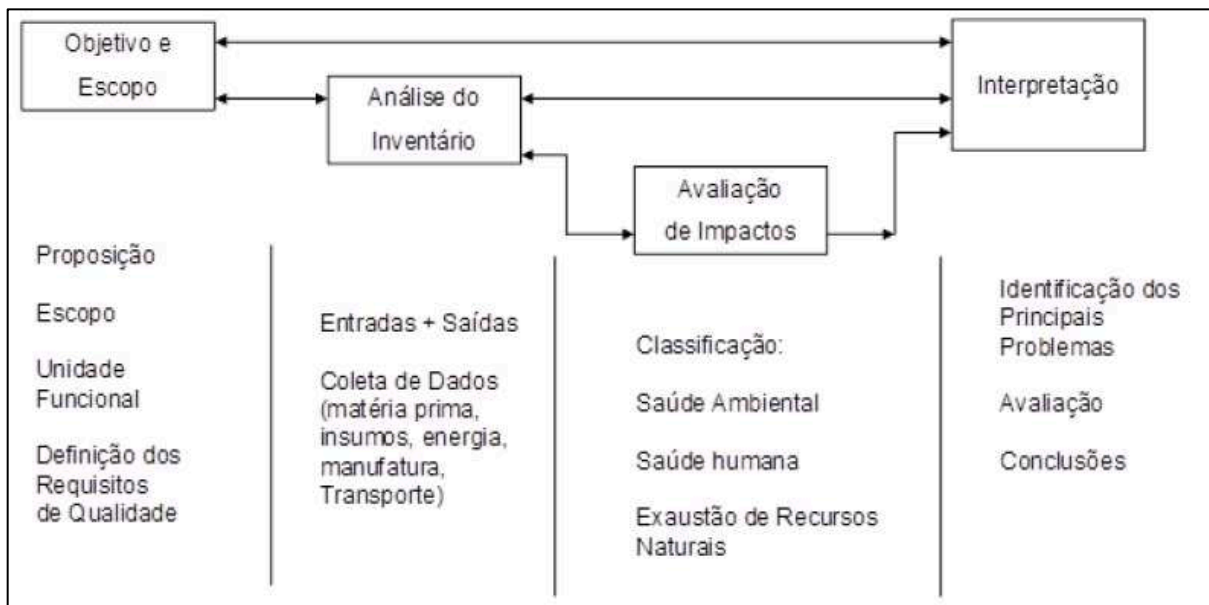 Objetivo e
Escopo
Análise do
Inventário
Avaliação
de Impactos
Interpretação
Proposição
Escopo
Unidade
Funcional
Definição dos
Requisitos
de Qualidade
Entradas + Saídas
Coleta de Dados
(matéria prima,
insumos, energia,
manufatura,
Transporte)
Classificação:
Saúde Ambiental
Saúde humana
Exaustão de Recursos
Naturais
Identificação dos
Principais
Problemas
Avaliação
Conclusões